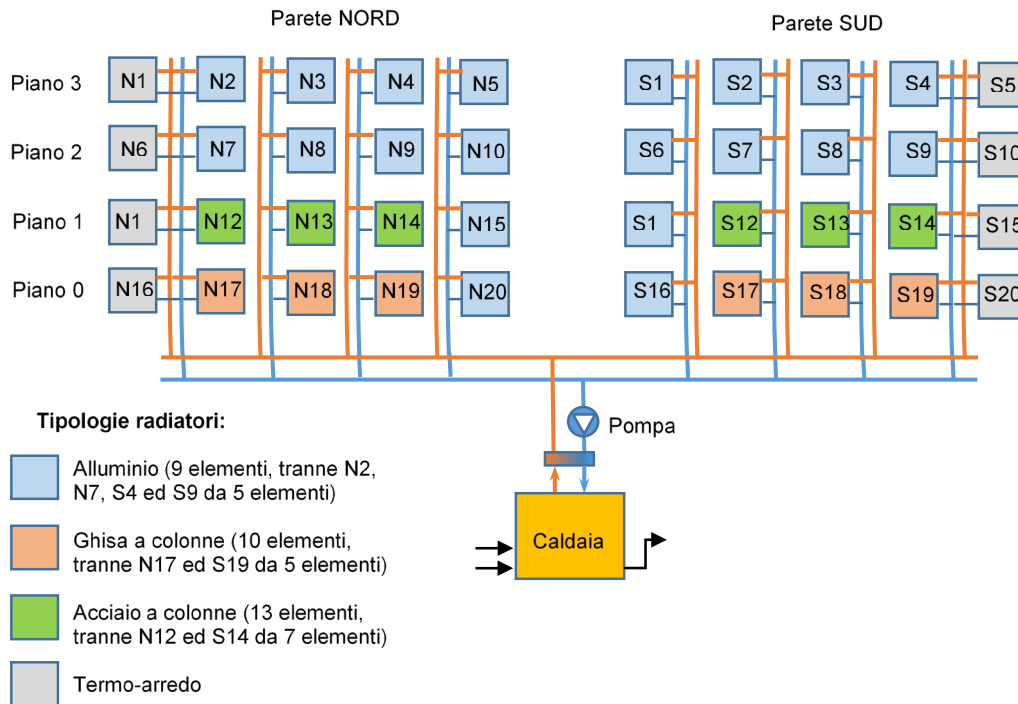 Parete NORD
Parete SUD
Piano 3 N1 N2 N3 N4 N5 S1 S2 S3 S4 S5
Piano 2 N6 N7 N8 N9 N10 S6 S7 S8 S9 S10
Piano 1 N1 N12 N13 N14 N15 S1 S12 S13 S14 S15
Piano 0 N16 N17 N18 N19 N20 S16 S17 S18 S19 S20
Tipologie radiatori:
Pompa
Alluminio (9 elementi, tranne N2,
N7, S4 ed S9 da 5 elementi)
Ghisa a colonne (10 elementi,
tranne N17 ed S19 da 5 elementi)
Caldaia
Acciaio a colonne (13 elementi,
tranne N12 ed S14 da 7 elementi)
Termo-arredo